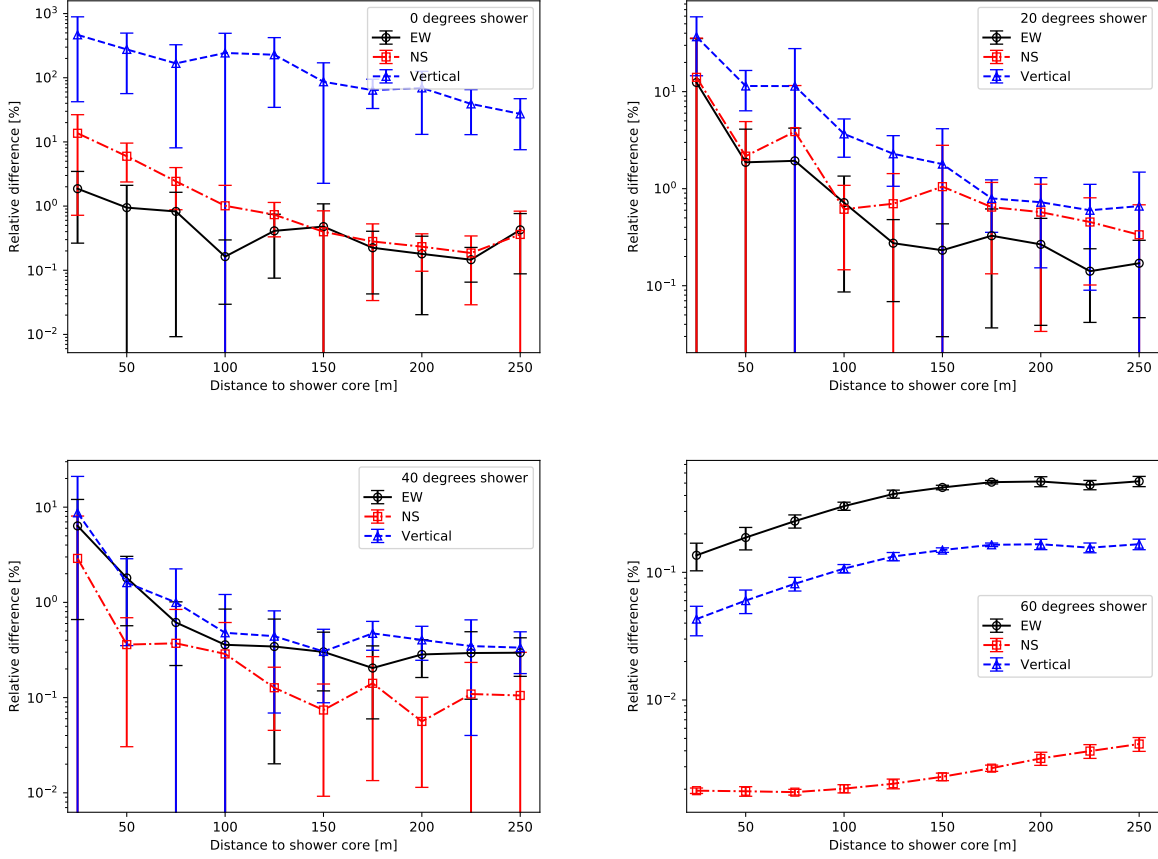 0 degrees shower
EW
NS
Vertical
Relative difference [%]
10³
10²
10¹
10⁰
10⁻¹
10⁻²
50
100
150
200
250
Distance to shower core [m]
20 degrees shower
EW
NS
Vertical
Relative difference [%]
10¹
10⁰
10⁻¹
50
100
150
200
250
Distance to shower core [m]
40 degrees shower
EW
NS
Vertical
Relative difference [%]
10¹
10⁰
10⁻¹
10⁻²
50
100
150
200
250
Distance to shower core [m]
60 degrees shower
EW
NS
Vertical
Relative difference [%]
10⁻¹
10⁻²
50
100
150
200
250
Distance to shower core [m]